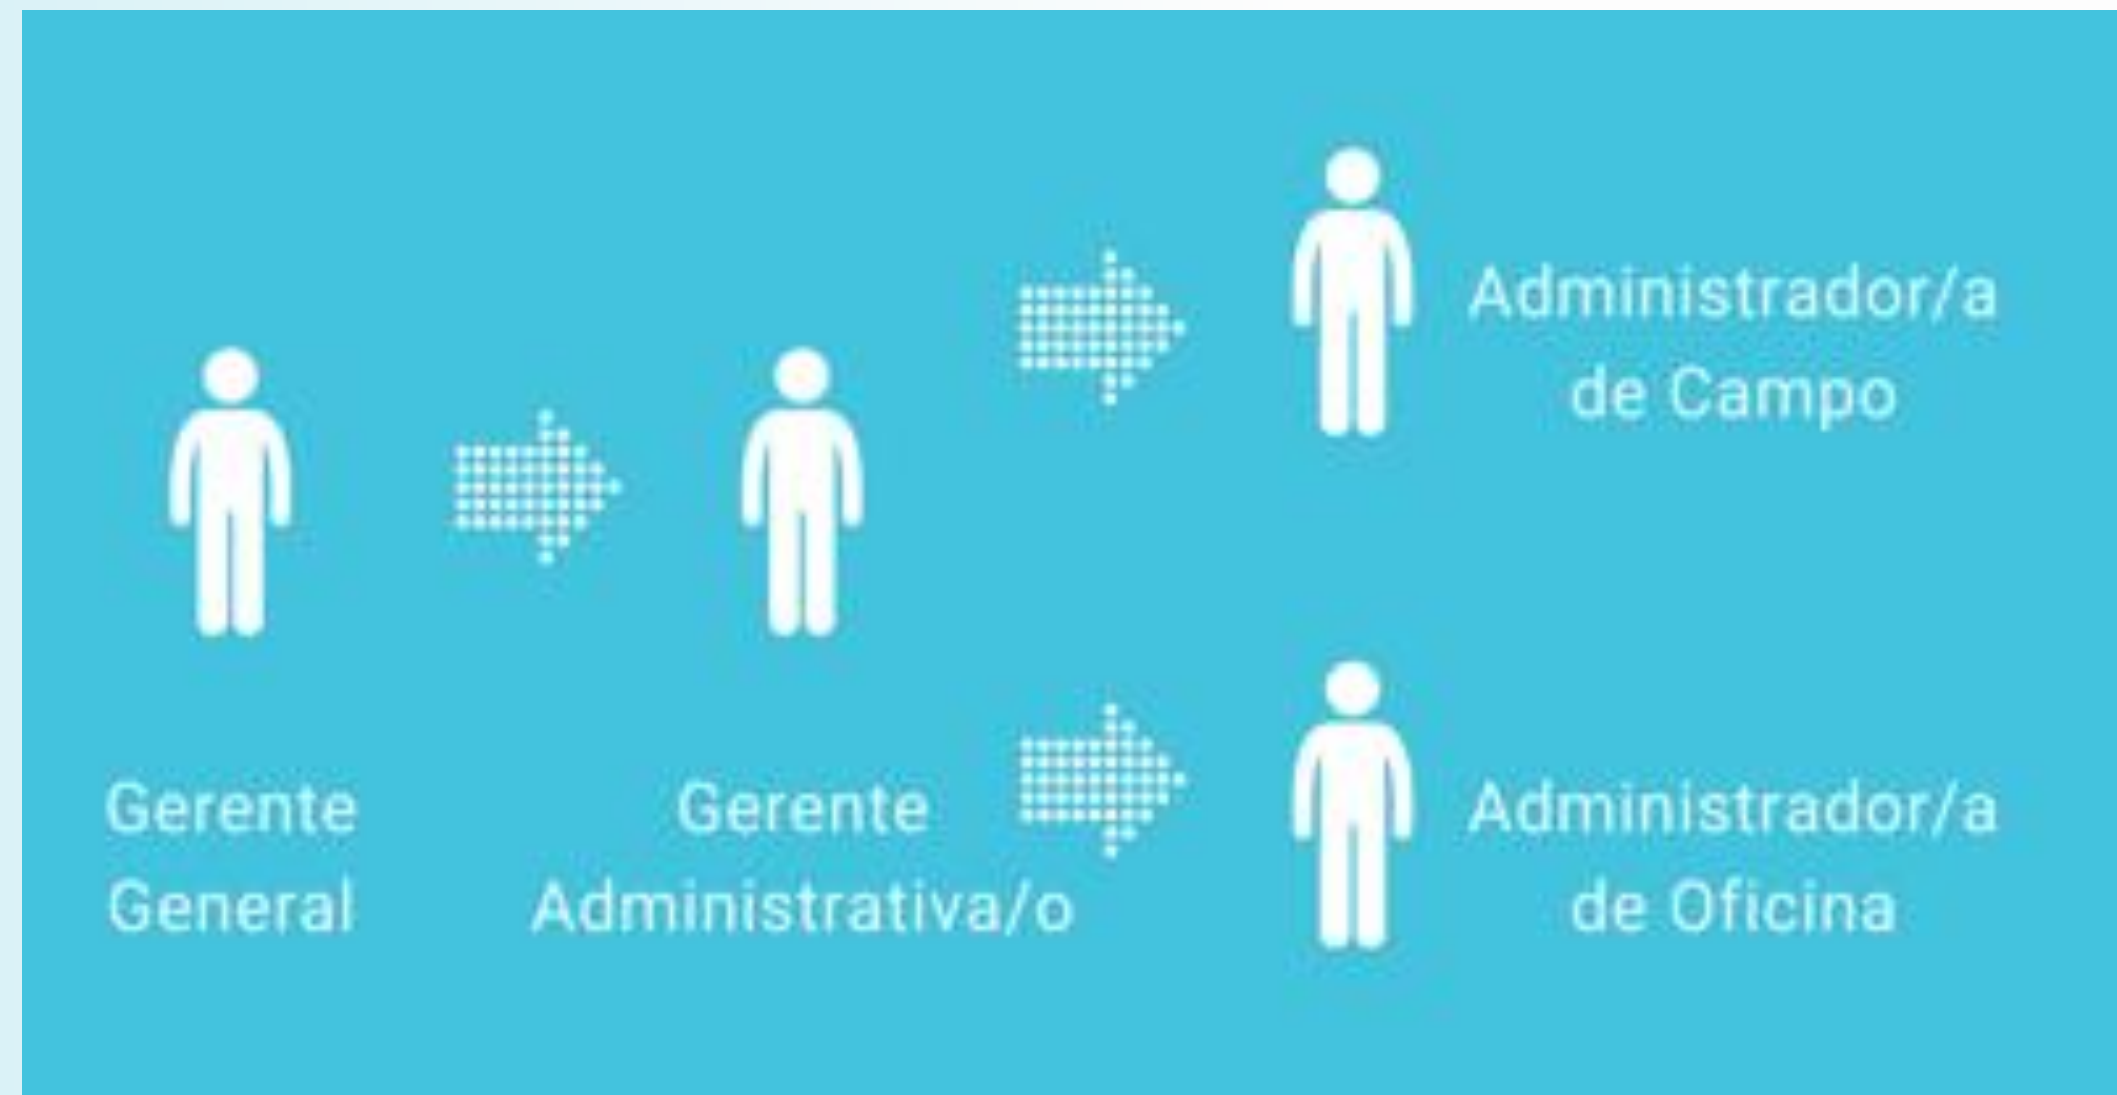 Gerente
General
Gerente
Administrativa/o
Administrador/a
de Campo
Administrador/a
de Oficina